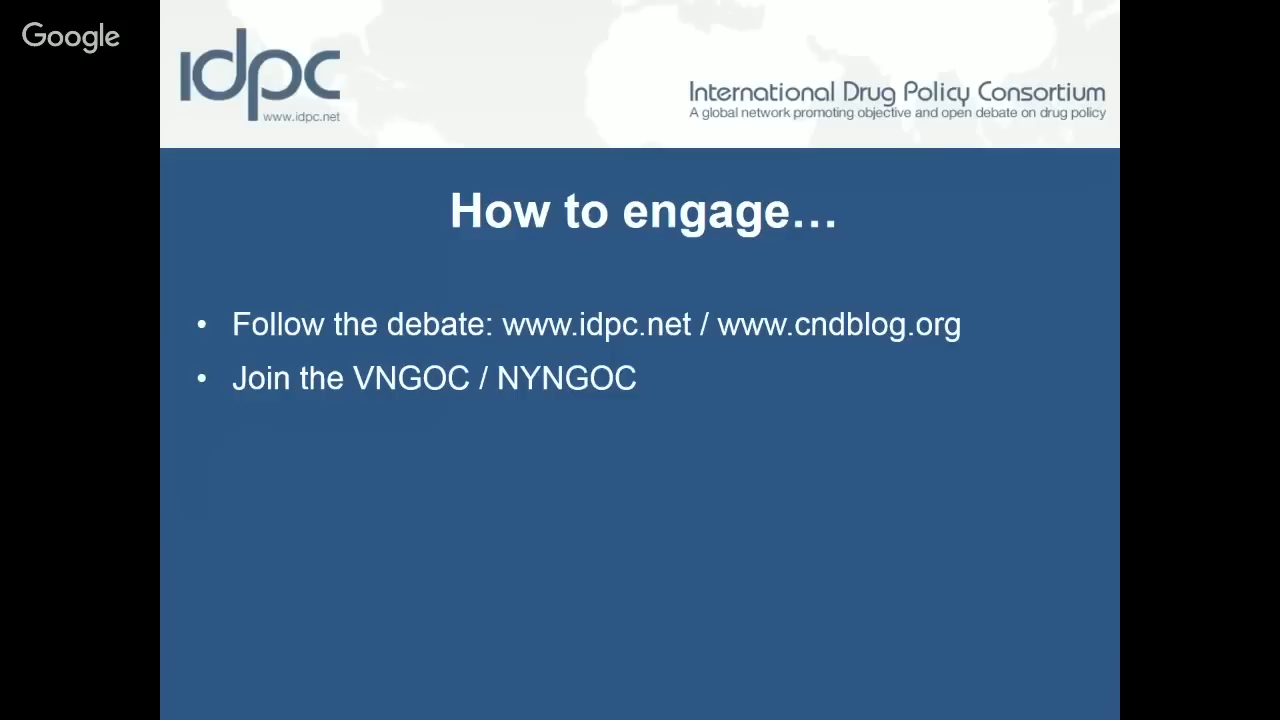 Google
idpc
www.idpc.net
International Drug Policy Consortium
A global network promoting objective and open debate on drug policy
How to engage…
• Follow the debate: www.idpc.net / www.cndblog.org
• Join the VNGOC / NYNGOC